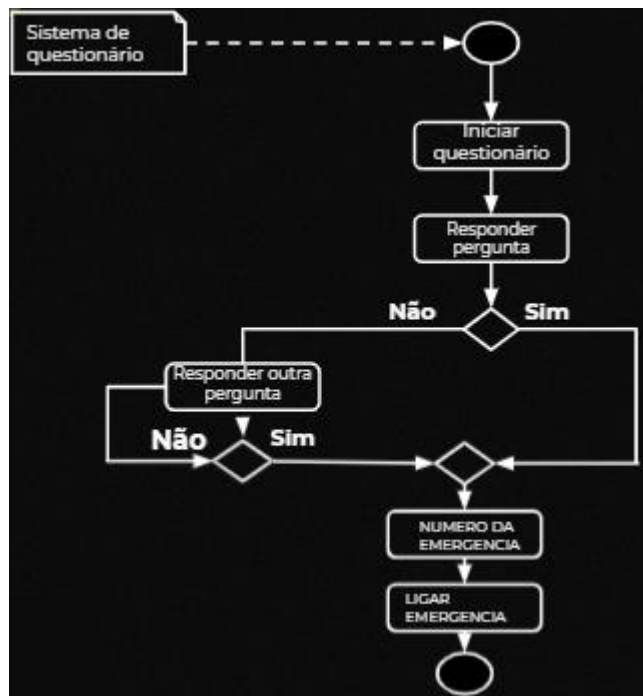 Sistema de
questionário
Iniciar
questionário
Responder
pergunta
Não
Sim
Responder outra
pergunta
Não
Sim
NUMERO DA
EMERGENCIA
LIGAR
EMERGENCIA